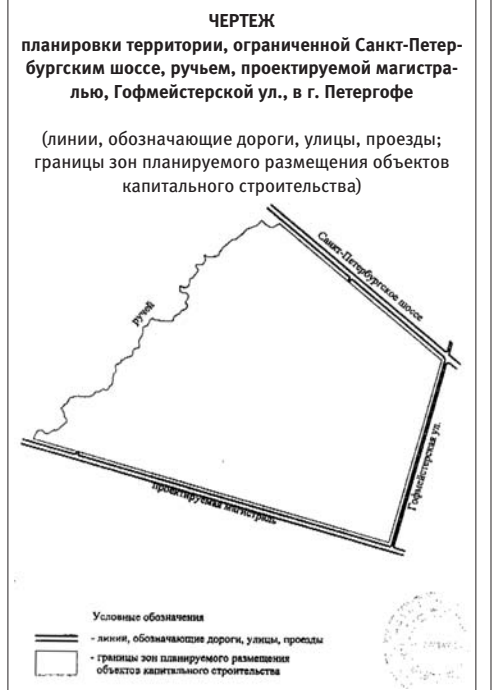 ЧЕРТЕЖ
планировки территории, ограниченной Санкт-Петер-
бургским шоссе, ручьем, проектируемой магистра-
лью, Гофмейстерской ул., в г. Петергофе
(линии, обозначающие дороги, улицы, проезды;
границы зон планируемого размещения объектов
капитального строительства)
Санкт-Петербургское шоссе
ручей
Гофмейстерская ул.
проектируемая магистраль
Условные обозначения
- линии, обозначающие дороги, улицы, проезды
- границы зон планируемого размещения
объектов капитального строительства